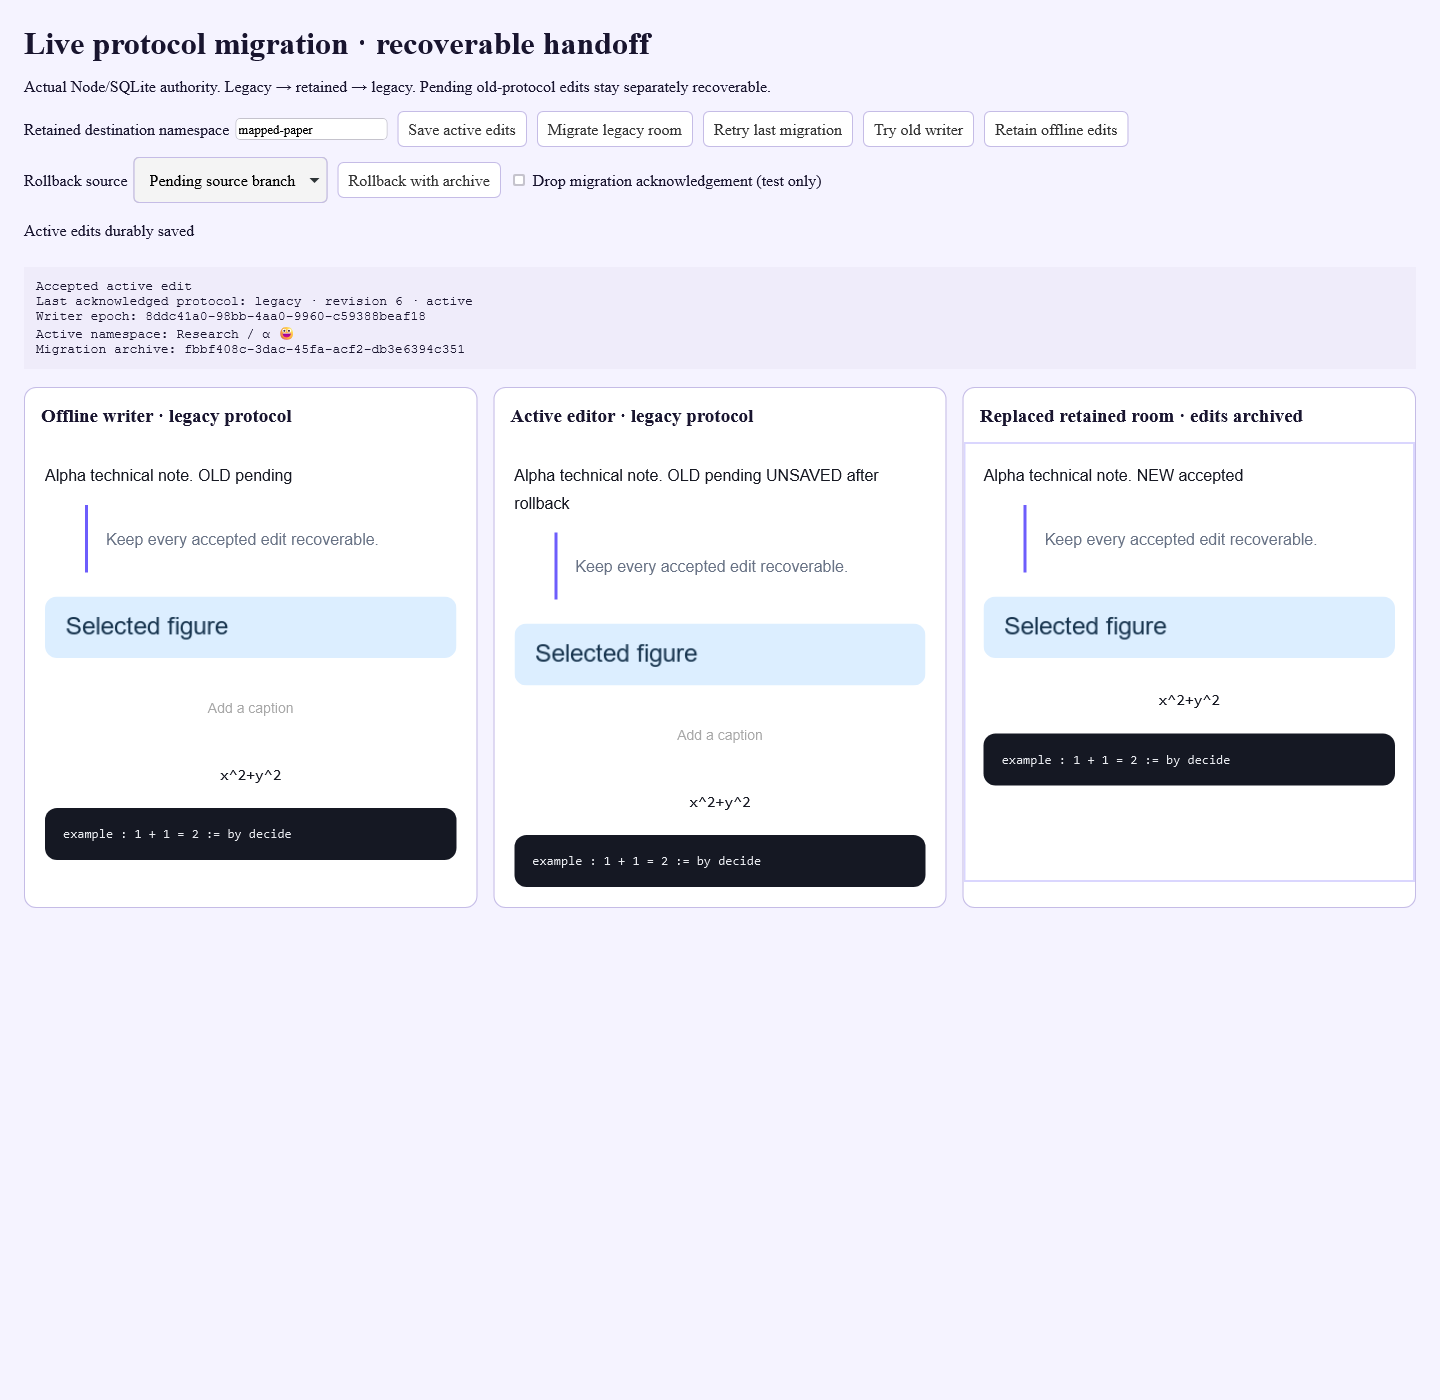 Live protocol migration · recoverable handoff
Actual Node/SQLite authority. Legacy → retained → legacy. Pending old-protocol edits stay separately recoverable.
Retained destination namespace mapped-paper Save active edits Migrate legacy room Retry last migration Try old writer Retain offline edits
Rollback source Pending source branch Rollback with archive Drop migration acknowledgement (test only)
Active edits durably saved
Accepted active edit
Last acknowledged protocol: legacy · revision 6 · active
Writer epoch: 8ddc41a0-98bb-4aa0-9960-c59388beaf18
Active namespace: Research / α 😀
Migration archive: fbbf408c-3dac-45fa-acf2-db3e6394c351
Offline writer · legacy protocol
Alpha technical note. OLD pending
Keep every accepted edit recoverable.
Selected figure
Add a caption
x^2+y^2
example : 1 + 1 = 2 := by decide
Active editor · legacy protocol
Alpha technical note. OLD pending UNSAVED after
rollback
Keep every accepted edit recoverable.
Selected figure
Add a caption
x^2+y^2
example : 1 + 1 = 2 := by decide
Replaced retained room · edits archived
Alpha technical note. NEW accepted
Keep every accepted edit recoverable.
Selected figure
x^2+y^2
example : 1 + 1 = 2 := by decide